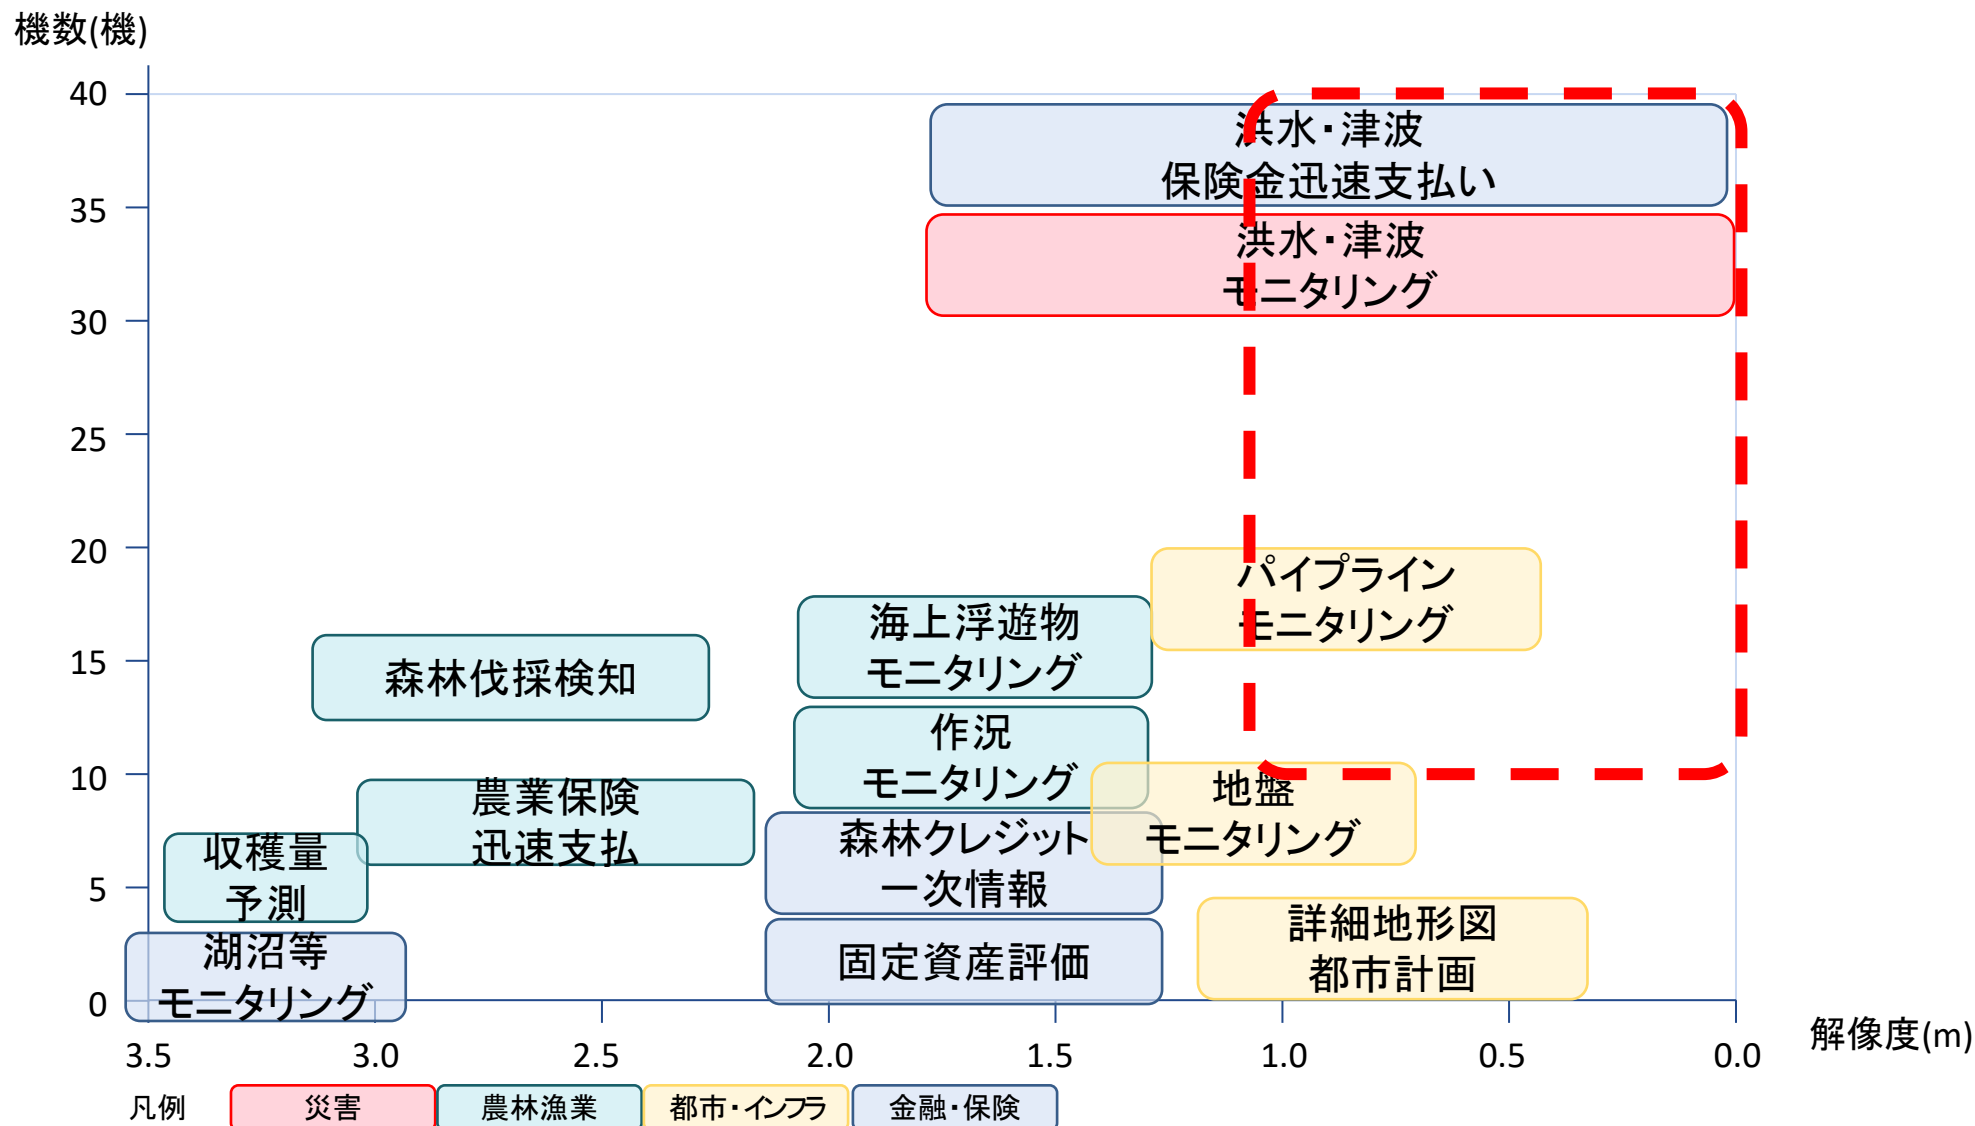 機数(機)
40
35
30
25
20
15
10
5
0
洪水・津波
保険金迅速支払い
洪水・津波
モニタリング
パイプライン
モニタリング
海上浮遊物
モニタリング
森林伐採検知
作況
モニタリング
地盤
モニタリング
農業保険
迅速支払
収穫量
予測
森林クレジット
一次情報
詳細地形図
都市計画
固定資産評価
湖沼等
モニタリング
3.5
3.0
2.5
2.0
1.5
1.0
0.5
0.0
解像度(m)
凡例
災害
農林漁業
都市・インフラ
金融・保険